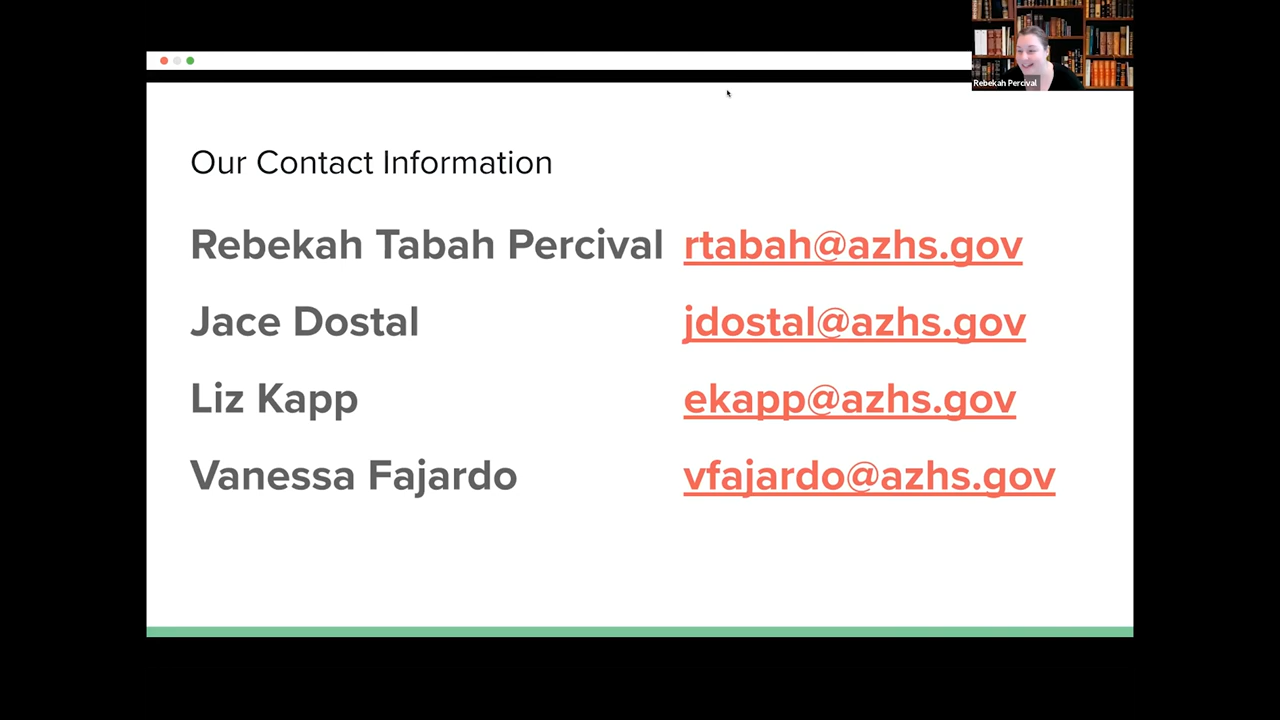 Rebekah Percival
Our Contact Information
Rebekah Tabah Percival rtabah@azhs.gov
Jace Dostal jdostal@azhs.gov
Liz Kapp ekapp@azhs.gov
Vanessa Fajardo vfajardo@azhs.gov